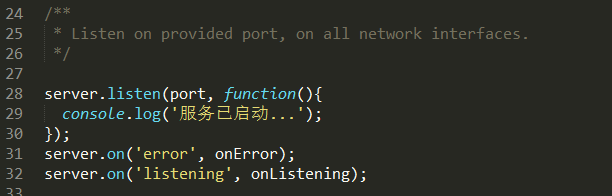 24 /**
25  * Listen on provided port, on all network interfaces.
26  */
27
28 server.listen(port, function(){
29   console.log('服务已启动...');
30 });
31 server.on('error', onError);
32 server.on('listening', onListening);
33